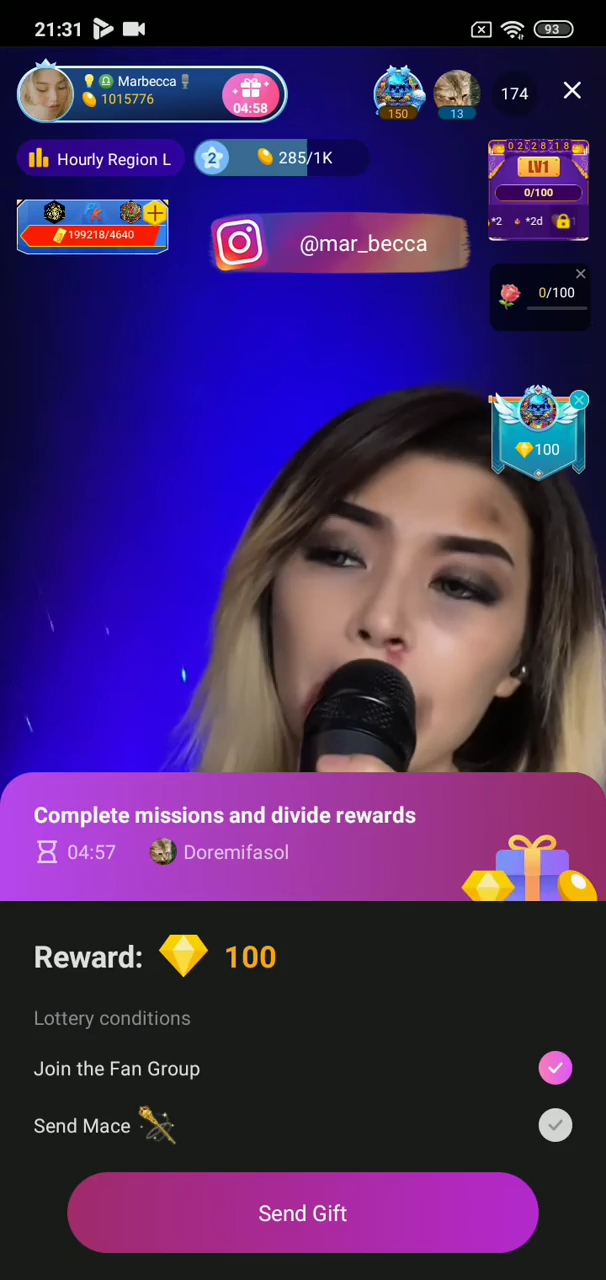 21:31
93
Marbecca
1015776
04:58
150
13
174
Hourly Region L
2
285/1K
LV1
0/100
*2
*2d
199218/4640
@mar_becca
0/100
100
Complete missions and divide rewards
04:57
Doremifasol
Reward: 100
Lottery conditions
Join the Fan Group
Send Mace
Send Gift